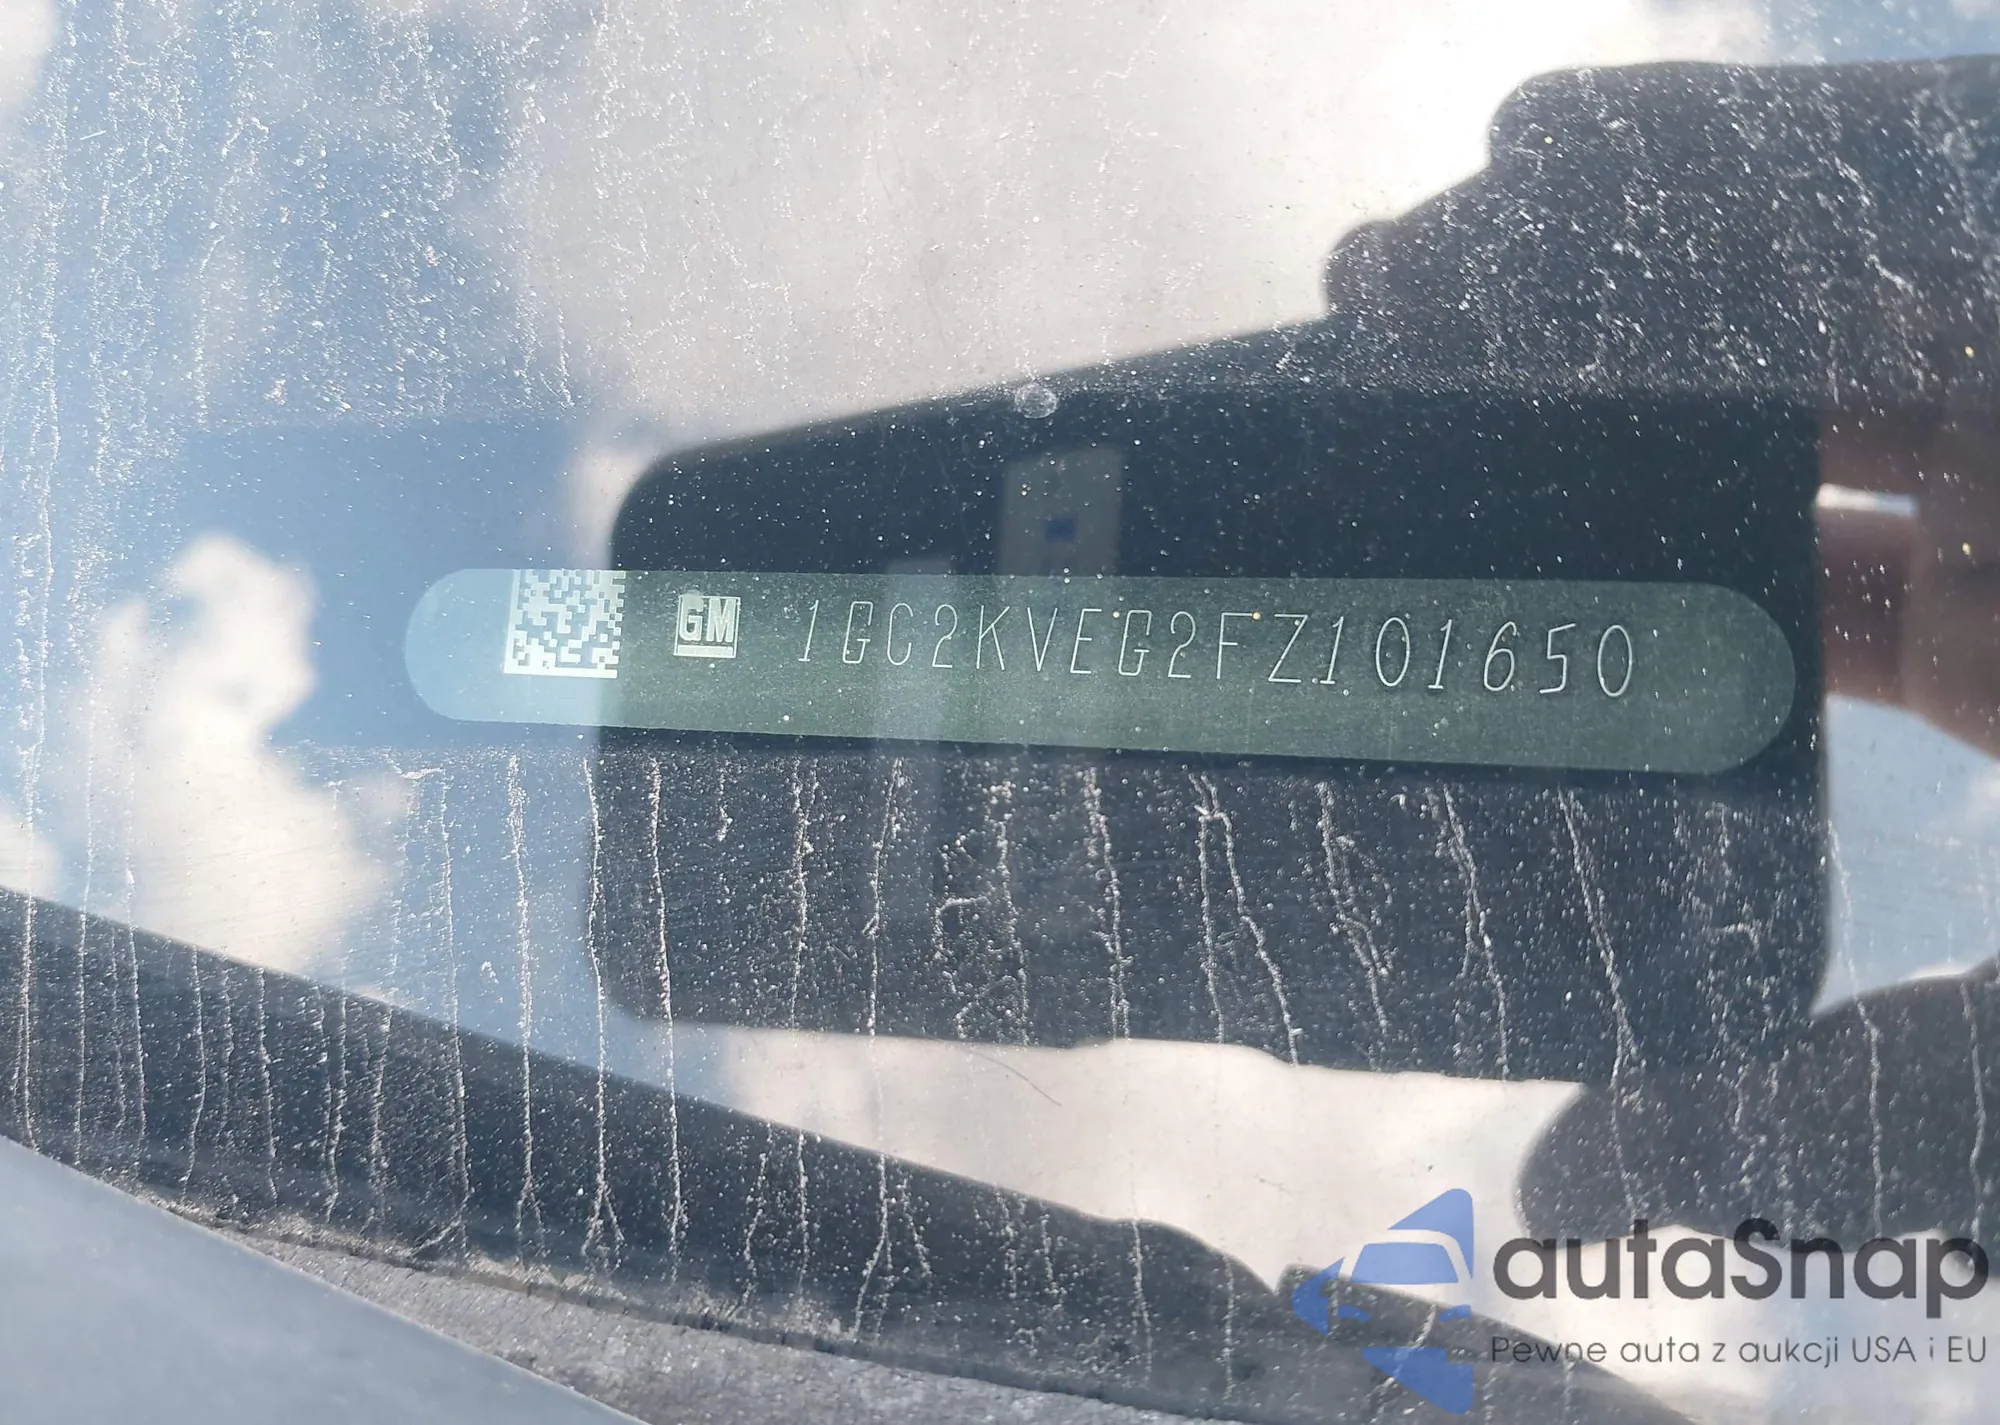 GM 1GC2KVEG2FZ101650
autaSnap
Pewne auta z aukcji USA i EU